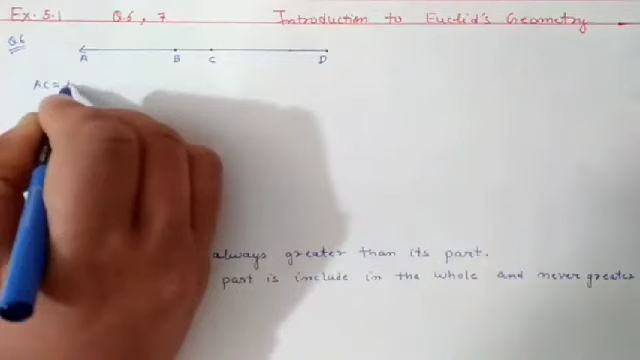 Ex. 5.1 Q.6, 7 Introduction to Euclid's Geometry
Q.6
A B C D
AC =
always greater than its part.
part is include in the whole and never greater